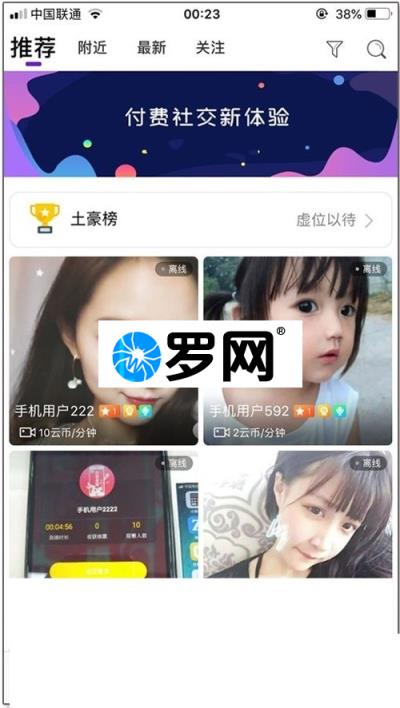 中国联通 00:23 38%
推荐 附近 最新 关注
付费社交新体验
土豪榜 虚位以待
离线 离线
罗网®
手机用户222 1 手机用户592 1
10云币/分钟 2云币/分钟
离线 离线
手机用户2222
00:04:56 0 10